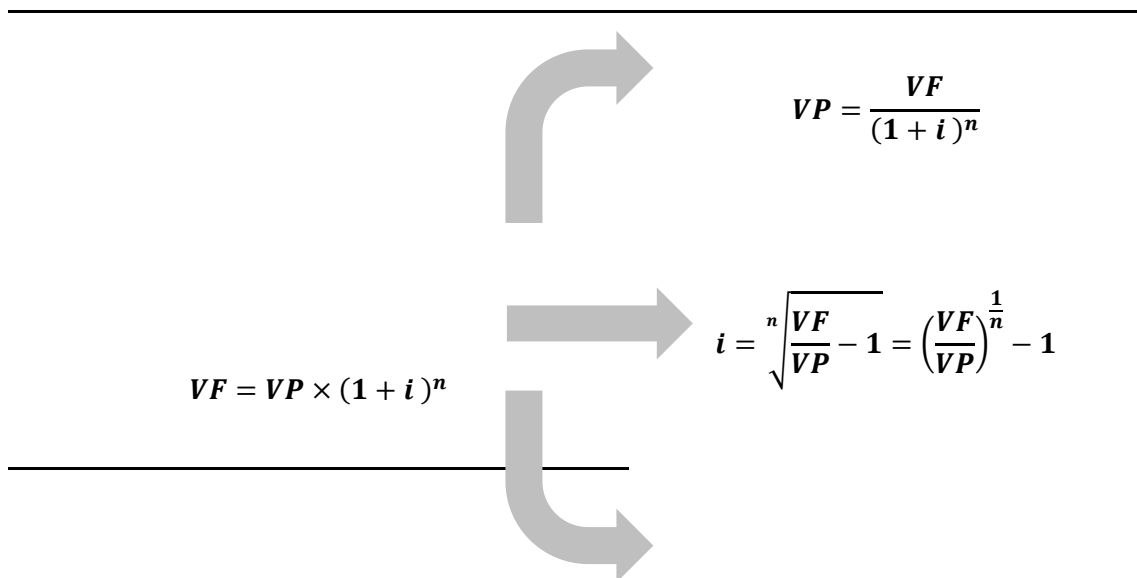 VP = VF / (1 + i )^n
i = ⁿ√(VF/VP − 1) = (VF/VP)^(1/n) − 1
VF = VP × (1 + i )^n